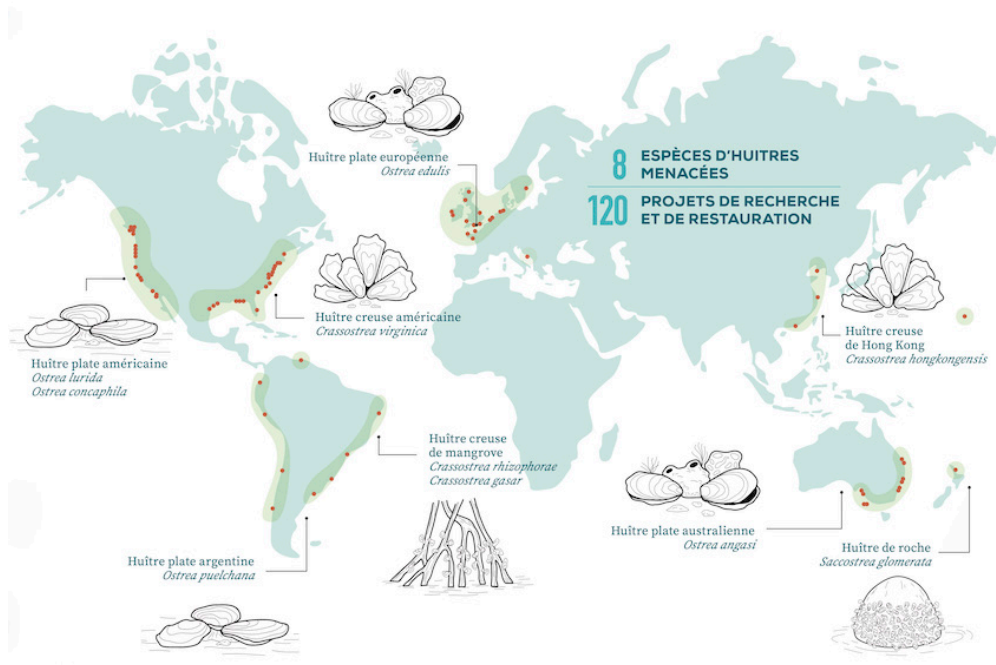 Huître plate européenne
Ostrea edulis
8 ESPÈCES D'HUITRES
MENACÉES
120 PROJETS DE RECHERCHE
ET DE RESTAURATION
Huître creuse américaine
Crassostrea virginica
Huître creuse
de Hong Kong
Crassostrea hongkongensis
Huître plate américaine
Ostrea lurida
Ostrea concaphila
Huître creuse
de mangrove
Crassostrea rhizophorae
Crassostrea gasar
Huître plate australienne
Ostrea angasi
Huître de roche
Saccostrea glomerata
Huître plate argentine
Ostrea puelchana